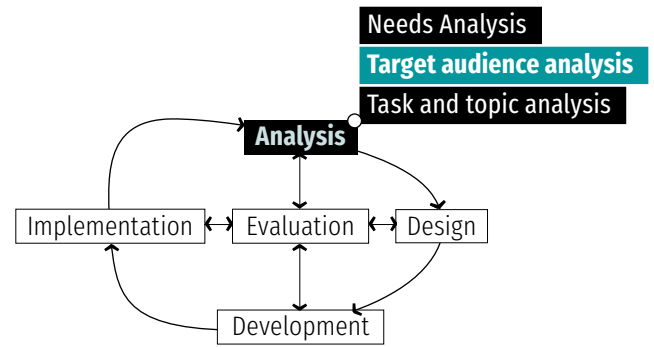 Needs Analysis
Target audience analysis
Task and topic analysis
Analysis
Implementation
Evaluation
Design
Development